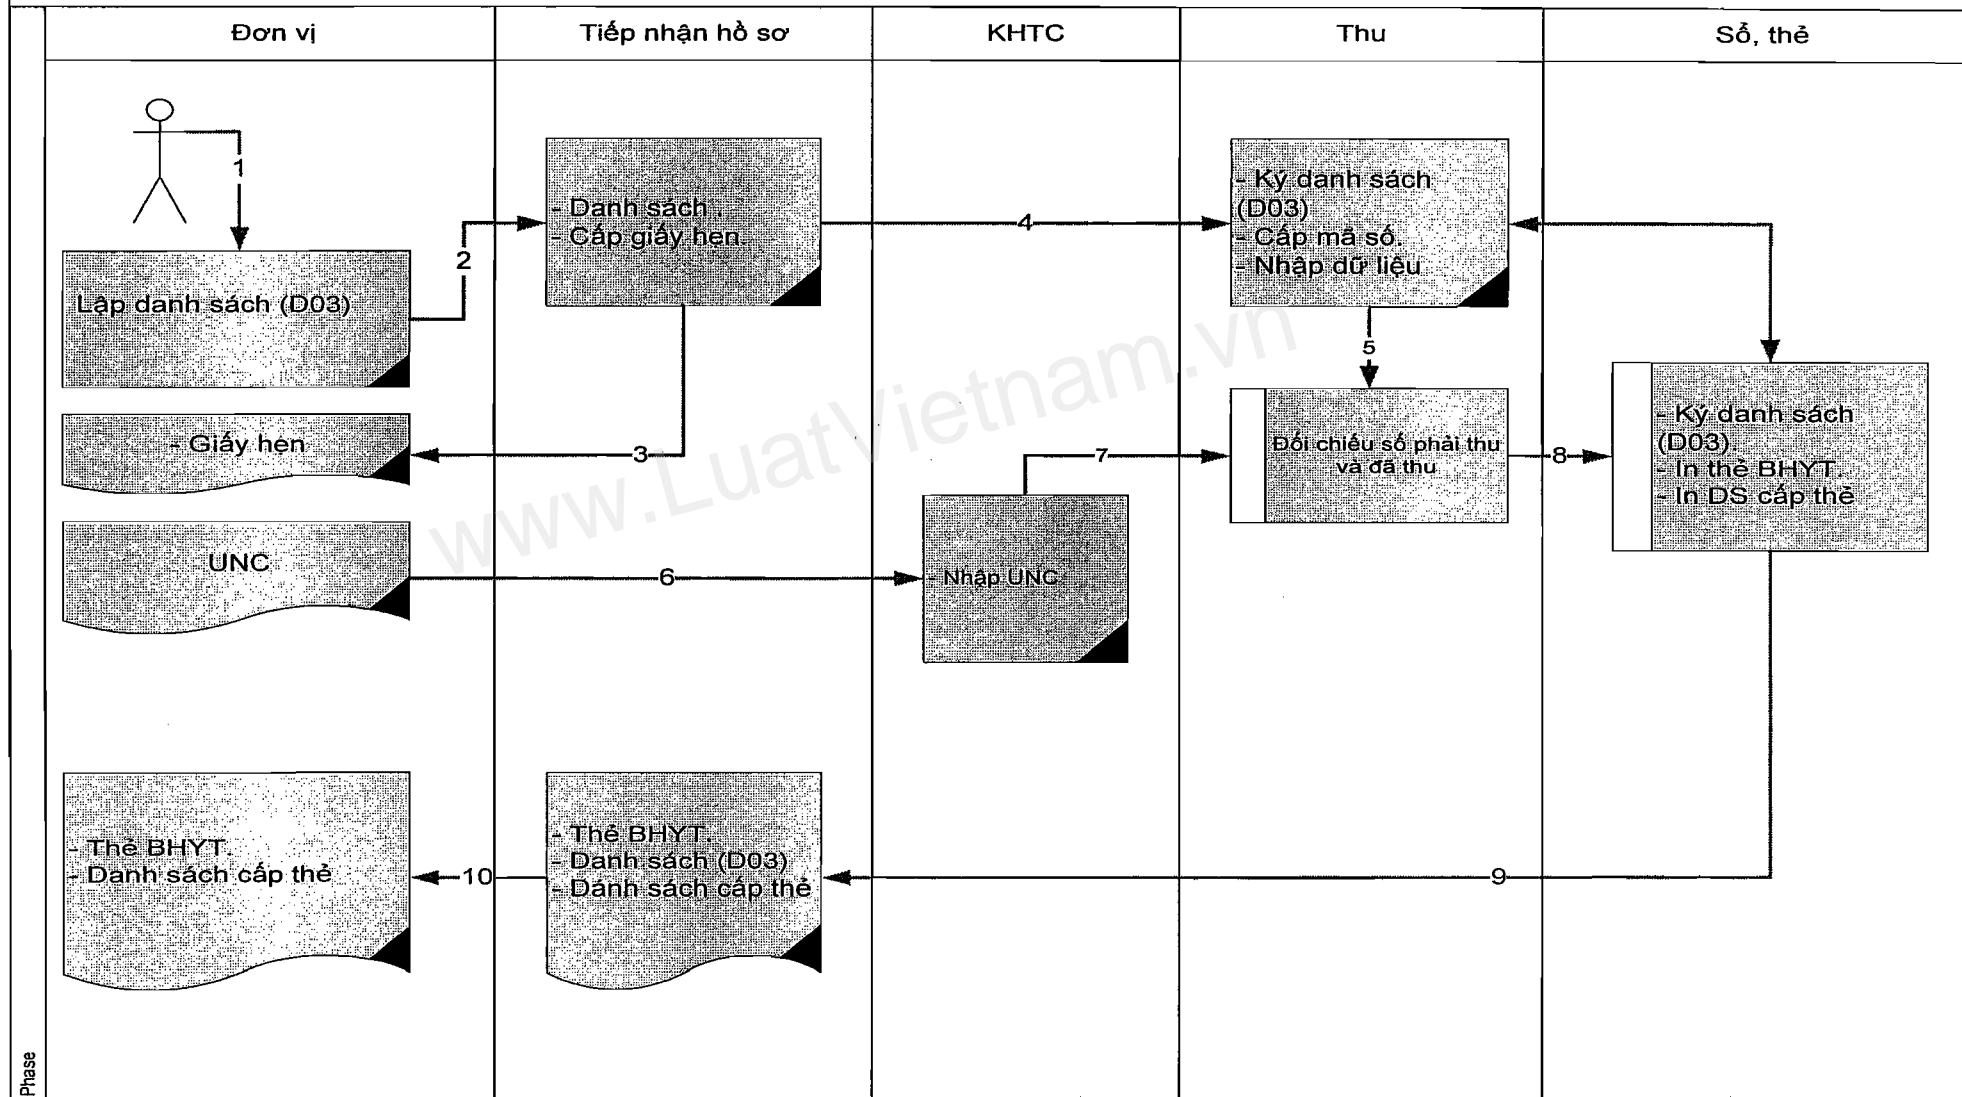 Đơn vị
Tiếp nhận hồ sơ
KHTC
Thu
Sổ, thẻ
1
Lập danh sách (D03)
2
- Danh sách .
- Cấp giấy hẹn.
4
- Ký danh sách
(D03)
- Cấp mã số.
- Nhập dữ liệu
5
- Giấy hẹn
3
7
Đối chiếu số phải thu
và đã thu
8
- Ký danh sách
(D03)
- In thẻ BHYT.
- In DS cấp thẻ
UNC
6
- Nhập UNC.
- Thẻ BHYT.
- Danh sách cấp thẻ
10
- Thẻ BHYT.
- Danh sách (D03)
- Danh sách cấp thẻ
9
Phase
www.LuatVietnam.vn